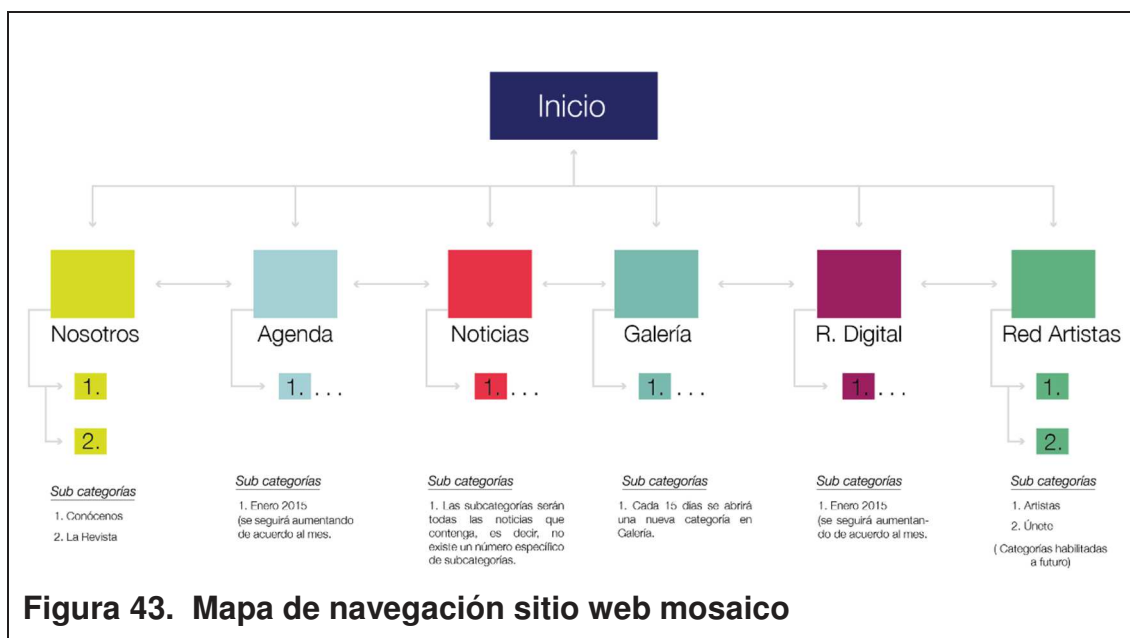 Inicio
Nosotros
Agenda
Noticias
Galería
R. Digital
Red Artistas
1.
1. . . .
1. . . .
1. . . .
1. . . .
1.
2.
2.
Sub categorías
1. Conócenos
2. La Revista
Sub categorías
1. Enero 2015
(se seguirá aumentando
de acuerdo al mes.
Sub categorías
1. Las subcategorías serán
todas las noticias que
contenga, es decir, no
existe un número específico
de subcategorías.
Sub categorías
1. Cada 15 días se abrirá
una nueva categoría en
Galería.
Sub categorías
1. Enero 2015
(se seguirá aumentan-
do de acuerdo al mes.
Sub categorías
1. Artistas
2. Únete
( Categorías habilitadas
a futuro)
Figura 43. Mapa de navegación sitio web mosaico